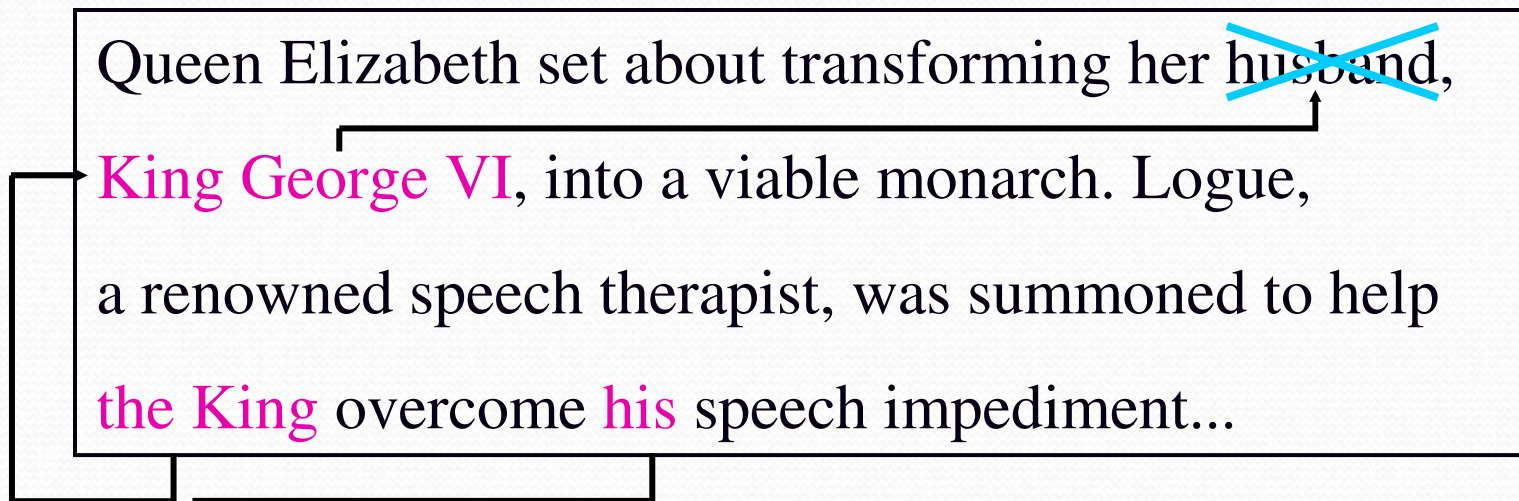 Queen Elizabeth set about transforming her husband,
King George VI, into a viable monarch. Logue,
a renowned speech therapist, was summoned to help
the King overcome his speech impediment...